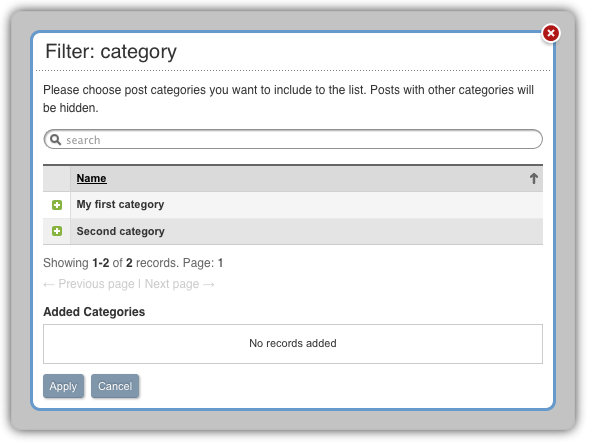 Filter: category
Please choose post categories you want to include to the list. Posts with other categories will
be hidden.
search
Name
My first category
Second category
Showing 1-2 of 2 records. Page: 1
← Previous page | Next page →
Added Categories
No records added
Apply Cancel